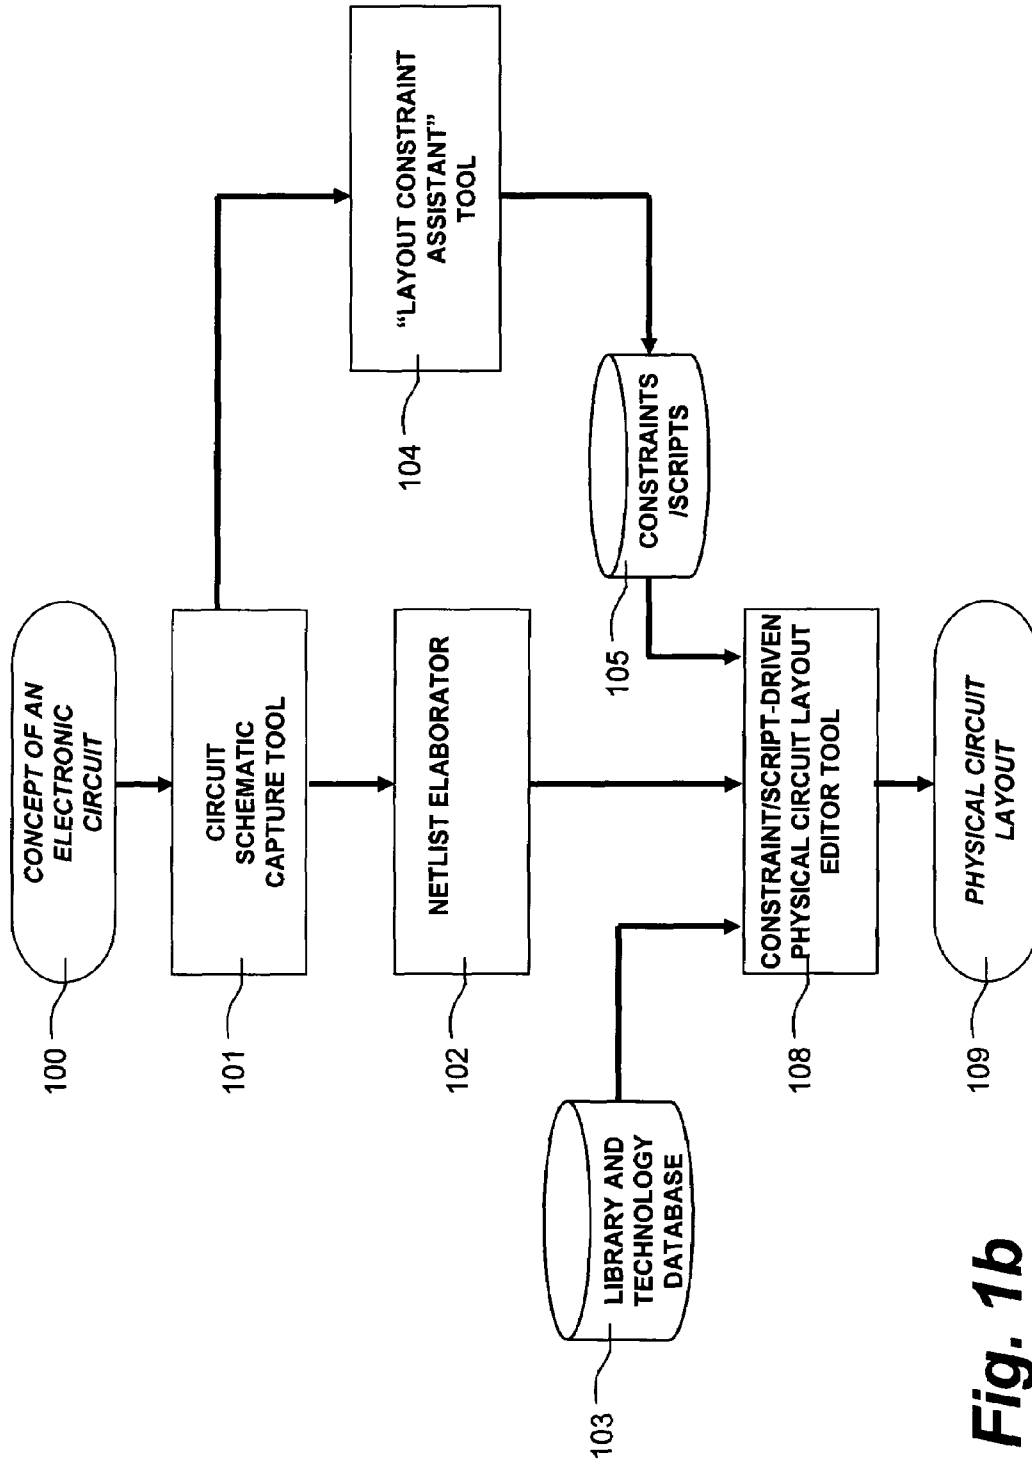 CONCEPT OF AN
ELECTRONIC
CIRCUIT
100
CIRCUIT
SCHEMATIC
CAPTURE TOOL
101
"LAYOUT CONSTRAINT
ASSISTANT"
TOOL
104
NETLIST ELABORATOR
102
CONSTRAINTS
/SCRIPTS
105
LIBRARY AND
TECHNOLOGY
DATABASE
103
CONSTRAINT/SCRIPT-DRIVEN
PHYSICAL CIRCUIT LAYOUT
EDITOR TOOL
108
PHYSICAL CIRCUIT
LAYOUT
109
Fig. 1b